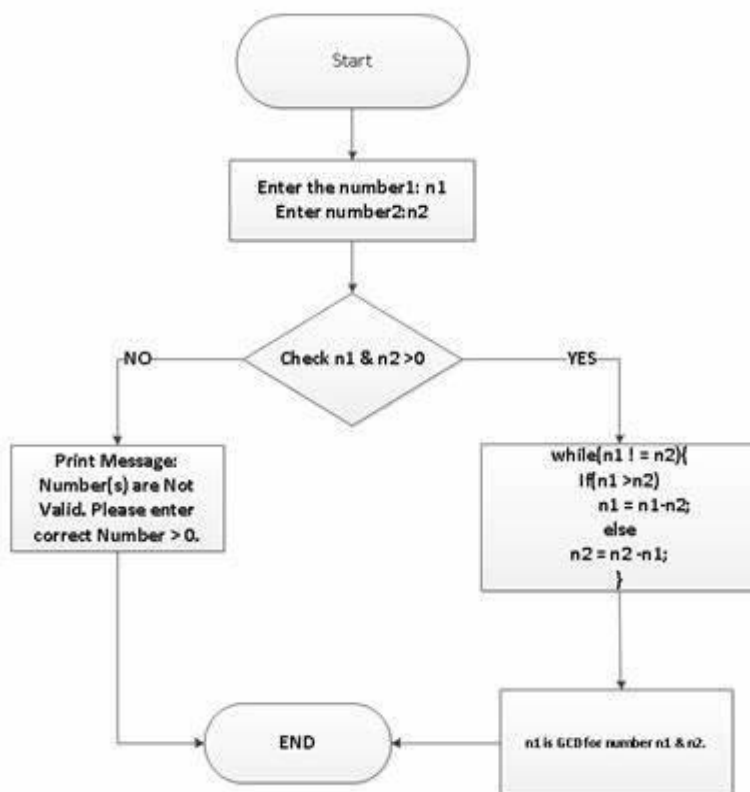 Start
Enter the number1: n1
Enter number2:n2
Check n1 & n2 >0
NO
YES
Print Message:
Number(s) are Not
Valid. Please enter
correct Number > 0.
while(n1 ! = n2){
If(n1 >n2)
n1 = n1-n2;
else
n2 = n2 -n1;
}
END
n1 is GCD for number n1 & n2.